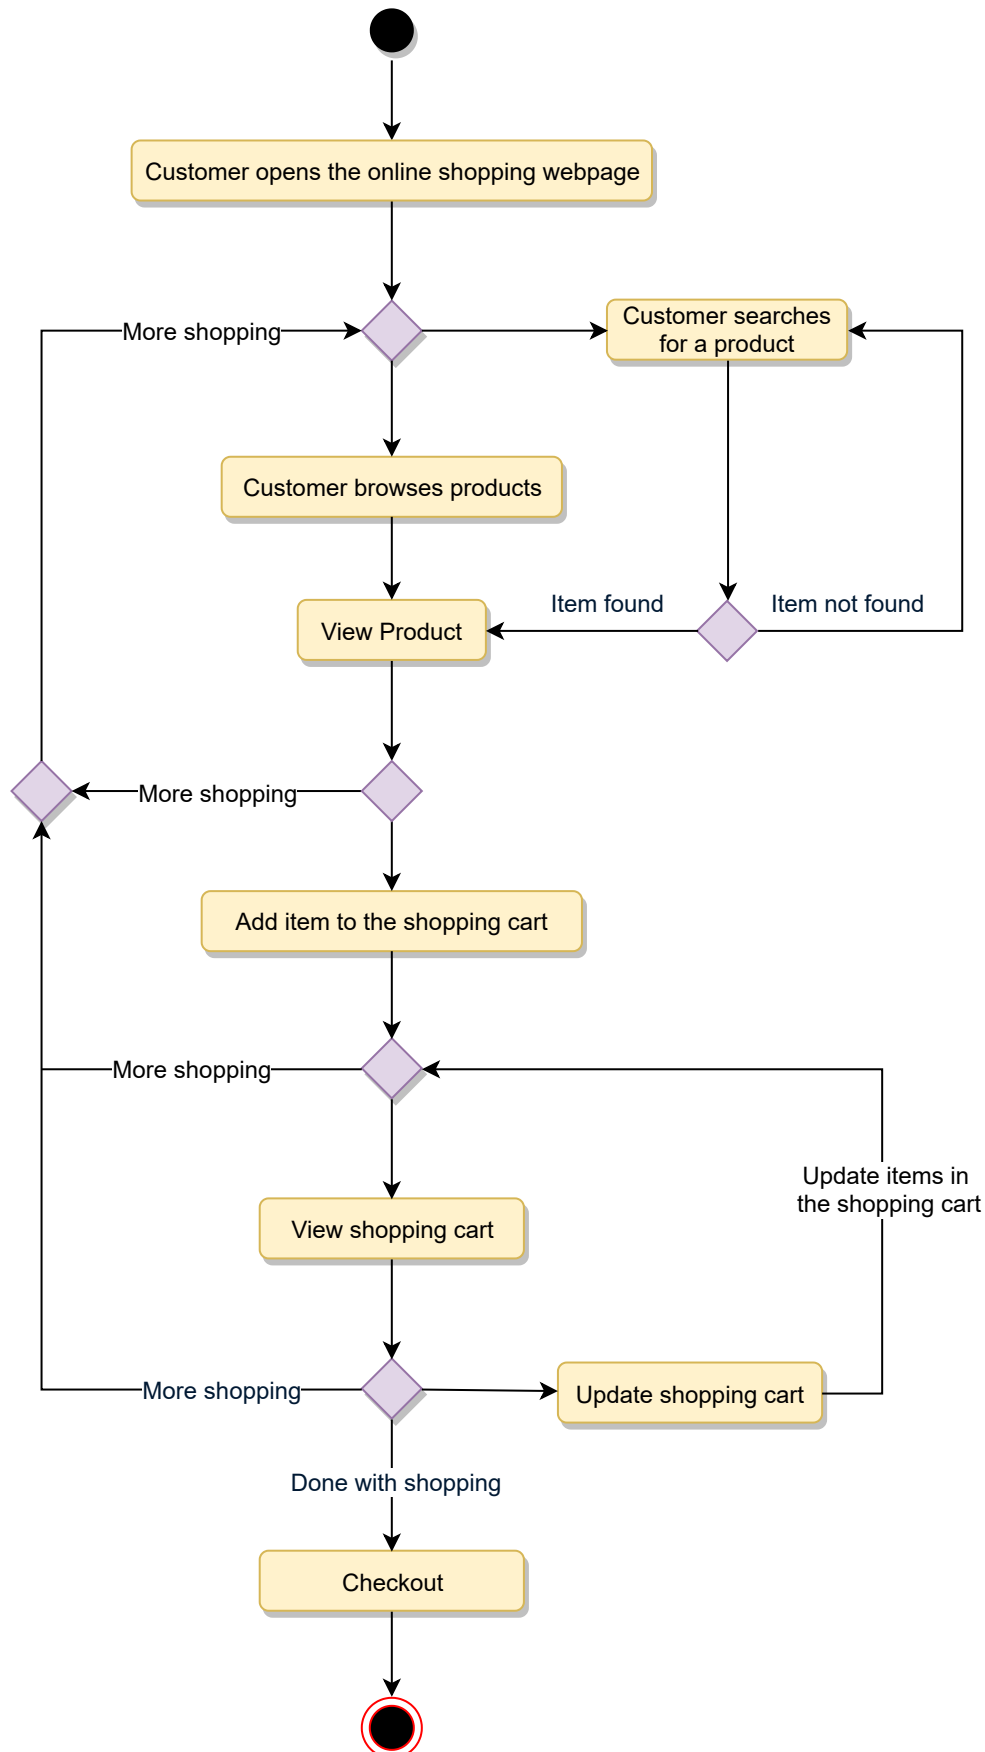 Customer opens the online shopping webpage
More shopping
Customer searches
for a product
Customer browses products
Item found
Item not found
View Product
More shopping
Add item to the shopping cart
More shopping
Update items in
the shopping cart
View shopping cart
More shopping
Update shopping cart
Done with shopping
Checkout